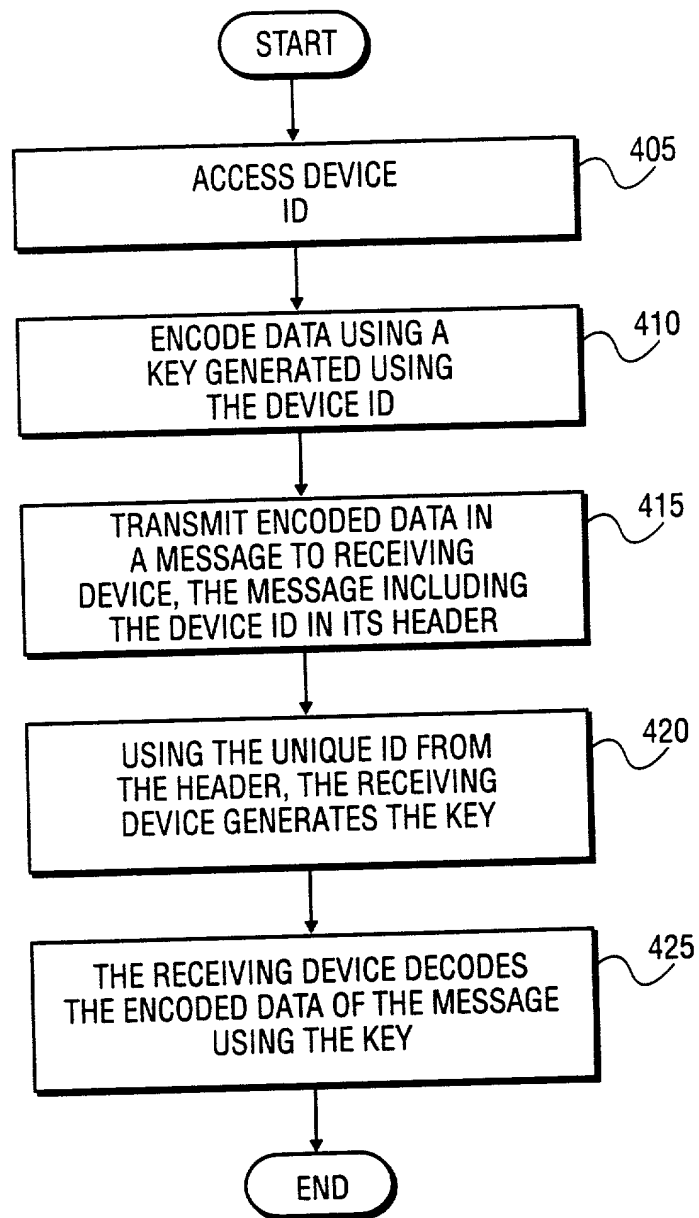 START
ACCESS DEVICE
ID
405
ENCODE DATA USING A
KEY GENERATED USING
THE DEVICE ID
410
TRANSMIT ENCODED DATA IN
A MESSAGE TO RECEIVING
DEVICE, THE MESSAGE INCLUDING
THE DEVICE ID IN ITS HEADER
415
USING THE UNIQUE ID FROM
THE HEADER, THE RECEIVING
DEVICE GENERATES THE KEY
420
THE RECEIVING DEVICE DECODES
THE ENCODED DATA OF THE MESSAGE
USING THE KEY
425
END